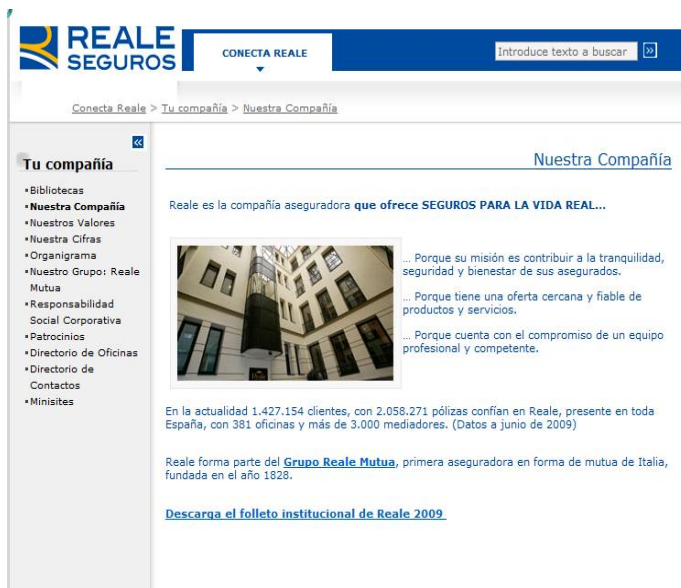 REALE
SEGUROS
CONECTA REALE
Introduce texto a buscar
Conecta Reale > Tu compañía > Nuestra Compañía
Tu compañía
Bibliotecas
Nuestra Compañía
Nuestros Valores
Nuestra Cifras
Organigrama
Nuestro Grupo: Reale
Mutua
Responsabilidad
Social Corporativa
Patrocinios
Directorio de Oficinas
Directorio de
Contactos
Minisites
Nuestra Compañía
Reale es la compañía aseguradora que ofrece SEGUROS PARA LA VIDA REAL...
... Porque su misión es contribuir a la tranquilidad,
seguridad y bienestar de sus asegurados.
... Porque tiene una oferta cercana y fiable de
productos y servicios.
... Porque cuenta con el compromiso de un equipo
profesional y competente.
En la actualidad 1.427.154 clientes, con 2.058.271 pólizas confían en Reale, presente en toda
España, con 381 oficinas y más de 3.000 mediadores. (Datos a junio de 2009)
Reale forma parte del Grupo Reale Mutua, primera aseguradora en forma de mutua de Italia,
fundada en el año 1828.
Descarga el folleto institucional de Reale 2009